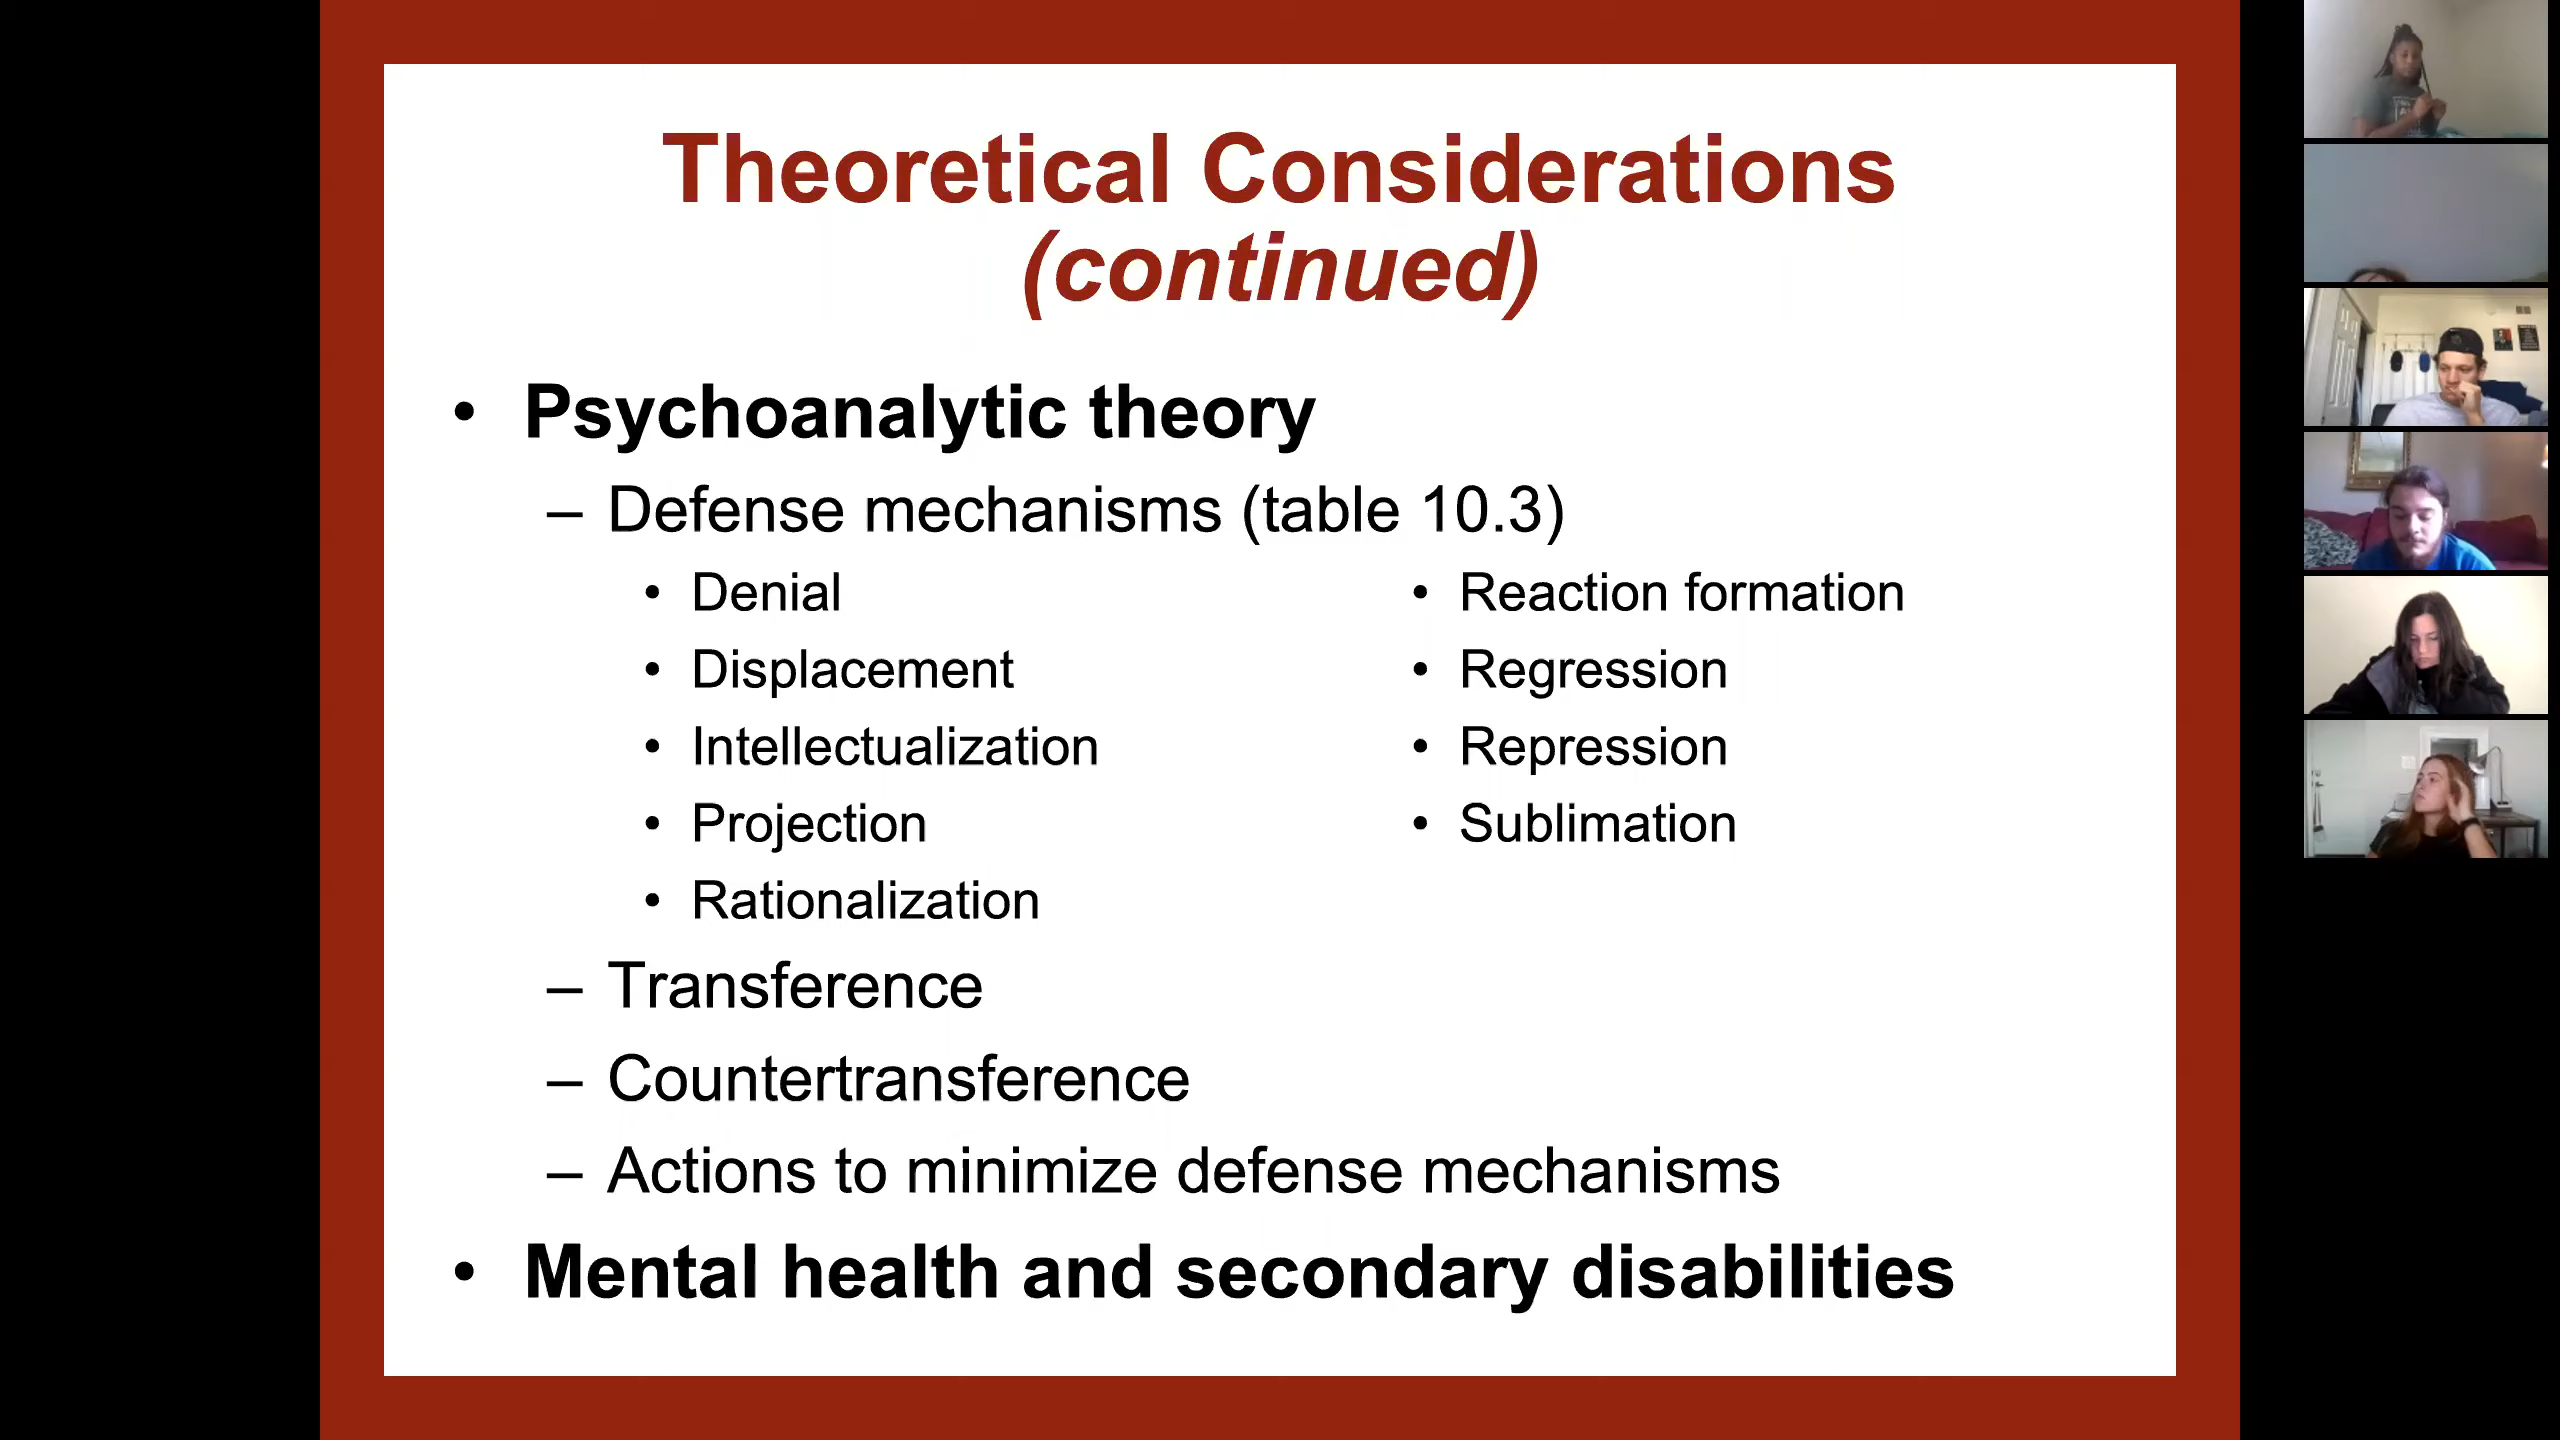 Theoretical Considerations
(continued)
• Psychoanalytic theory
– Defense mechanisms (table 10.3)
• Denial
• Displacement
• Intellectualization
• Projection
• Rationalization
• Reaction formation
• Regression
• Repression
• Sublimation
– Transference
– Countertransference
– Actions to minimize defense mechanisms
• Mental health and secondary disabilities